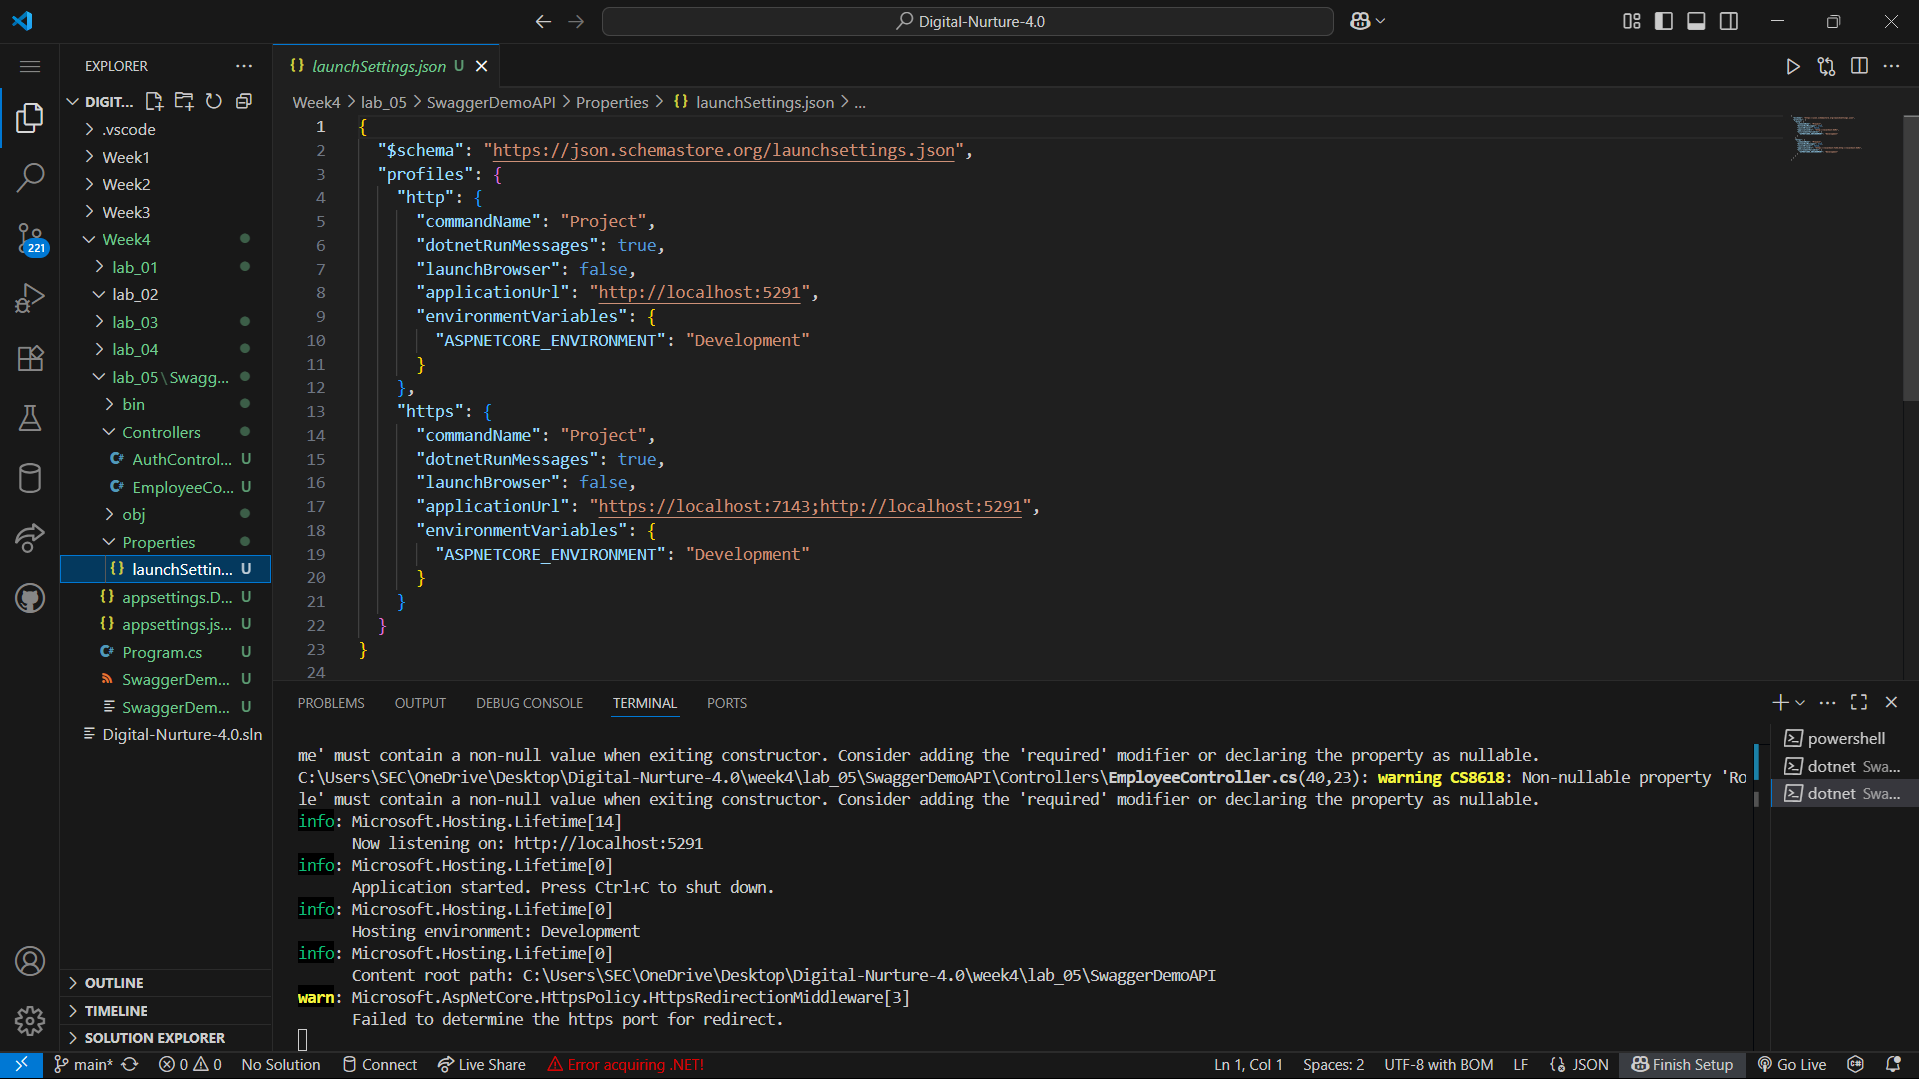 Digital-Nurture-4.0
EXPLORER
DIGIT...
.vscode
Week1
Week2
Week3
Week4
lab_01
lab_02
lab_03
lab_04
lab_05\Swagg...
bin
Controllers
C# AuthControl... U
C# EmployeeCo... U
obj
Properties
{} launchSettin... U
{} appsettings.D... U
{} appsettings.js... U
C# Program.cs U
SwaggerDem... U
SwaggerDem... U
Digital-Nurture-4.0.sln
221
OUTLINE
TIMELINE
SOLUTION EXPLORER
{} launchSettings.json U
Week4 > lab_05 > SwaggerDemoAPI > Properties > {} launchSettings.json > ...
1 {
2 "$schema": "https://json.schemastore.org/launchsettings.json",
3 "profiles": {
4 "http": {
5 "commandName": "Project",
6 "dotnetRunMessages": true,
7 "launchBrowser": false,
8 "applicationUrl": "http://localhost:5291",
9 "environmentVariables": {
10 "ASPNETCORE_ENVIRONMENT": "Development"
11 }
12 },
13 "https": {
14 "commandName": "Project",
15 "dotnetRunMessages": true,
16 "launchBrowser": false,
17 "applicationUrl": "https://localhost:7143;http://localhost:5291",
18 "environmentVariables": {
19 "ASPNETCORE_ENVIRONMENT": "Development"
20 }
21 }
22 }
23 }
24
PROBLEMS OUTPUT DEBUG CONSOLE TERMINAL PORTS
me' must contain a non-null value when exiting constructor. Consider adding the 'required' modifier or declaring the property as nullable.
C:\Users\SEC\OneDrive\Desktop\Digital-Nurture-4.0\week4\lab_05\SwaggerDemoAPI\Controllers\EmployeeController.cs(40,23): warning CS8618: Non-nullable property 'Ro
le' must contain a non-null value when exiting constructor. Consider adding the 'required' modifier or declaring the property as nullable.
info: Microsoft.Hosting.Lifetime[14]
Now listening on: http://localhost:5291
info: Microsoft.Hosting.Lifetime[0]
Application started. Press Ctrl+C to shut down.
info: Microsoft.Hosting.Lifetime[0]
Hosting environment: Development
info: Microsoft.Hosting.Lifetime[0]
Content root path: C:\Users\SEC\OneDrive\Desktop\Digital-Nurture-4.0\week4\lab_05\SwaggerDemoAPI
warn: Microsoft.AspNetCore.HttpsPolicy.HttpsRedirectionMiddleware[3]
Failed to determine the https port for redirect.
powershell
dotnet Swa...
dotnet Swa...
main* 0 0 No Solution Connect Live Share Error acquiring .NET! Ln 1, Col 1 Spaces: 2 UTF-8 with BOM LF {} JSON Finish Setup Go Live